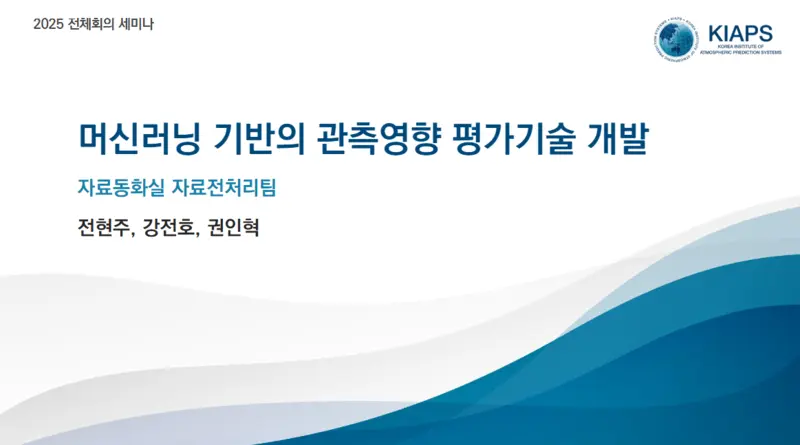 2025 전체회의 세미나
KIAPS
KOREA INSTITUTE OF
ATMOSPHERIC PREDICTION SYSTEMS
머신러닝 기반의 관측영향 평가기술 개발
자료동화실 자료전처리팀
전현주, 강전호, 권인혁